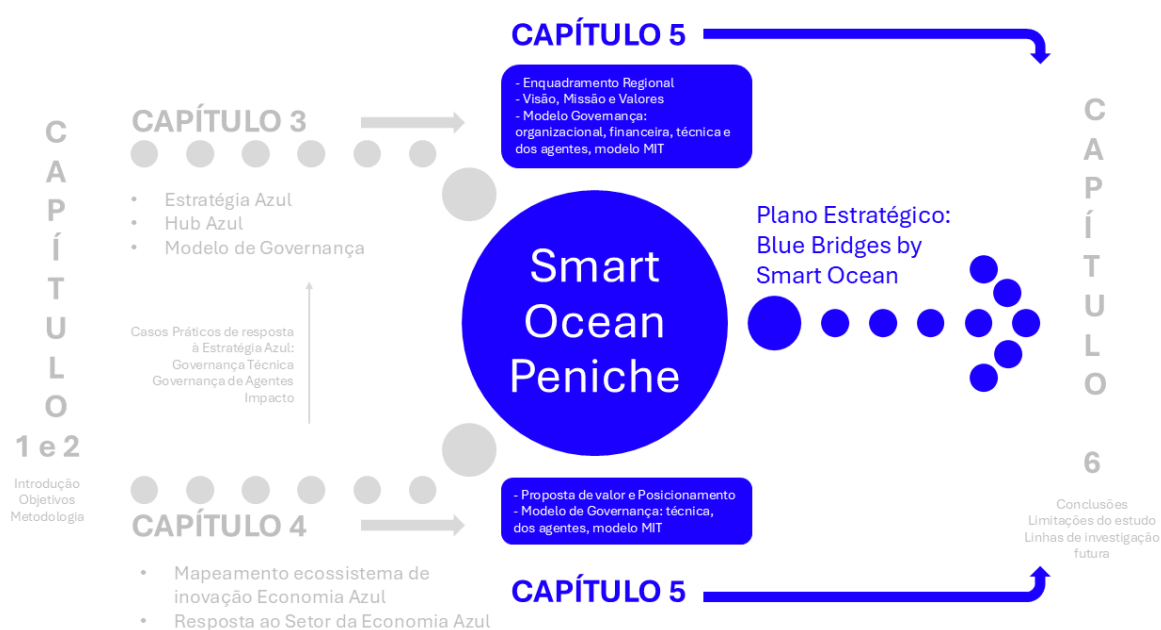 CAPÍTULO
1 e 2
Introdução
Objetivos
Metodologia
CAPÍTULO 3
• Estratégia Azul
• Hub Azul
• Modelo de Governança
Casos Práticos de resposta
à Estratégia Azul:
Governança Técnica
Governança de Agentes
Impacto
CAPÍTULO 4
• Mapeamento ecossistema de
inovação Economia Azul
• Resposta ao Setor da Economia Azul
CAPÍTULO 5
- Enquadramento Regional
- Visão, Missão e Valores
- Modelo Governança:
organizacional, financeira, técnica e
dos agentes, modelo MIT
Smart
Ocean
Peniche
- Proposta de valor e Posicionamento
- Modelo de Governança: técnica,
dos agentes, modelo MIT
CAPÍTULO 5
Plano Estratégico:
Blue Bridges by
Smart Ocean
CAPÍTULO
6
Conclusões
Limitações do estudo
Linhas de investigação
futura